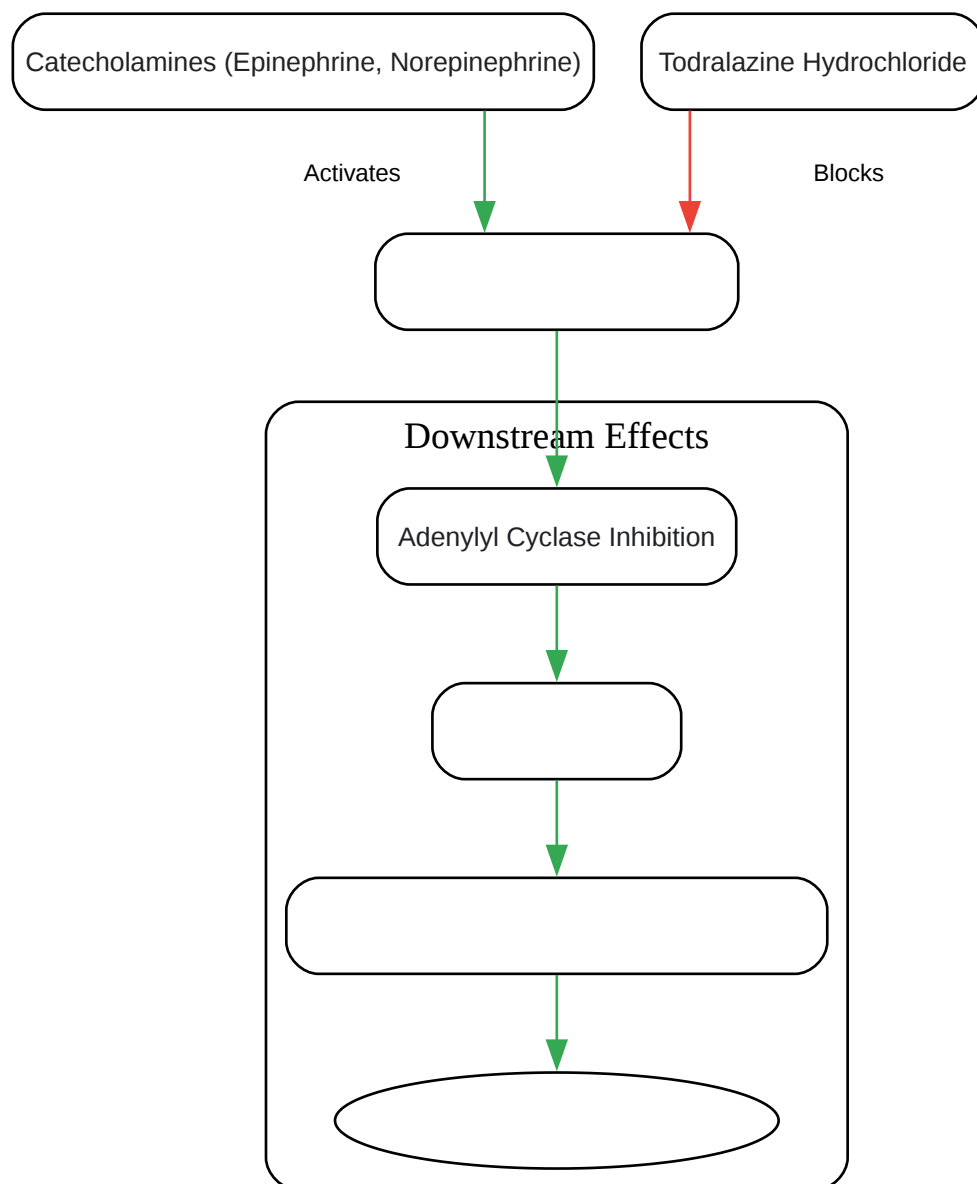 Catecholamines (Epinephrine, Norepinephrine)
Todralazine Hydrochloride
Activates
Blocks
Downstream Effects
Adenylyl Cyclase Inhibition